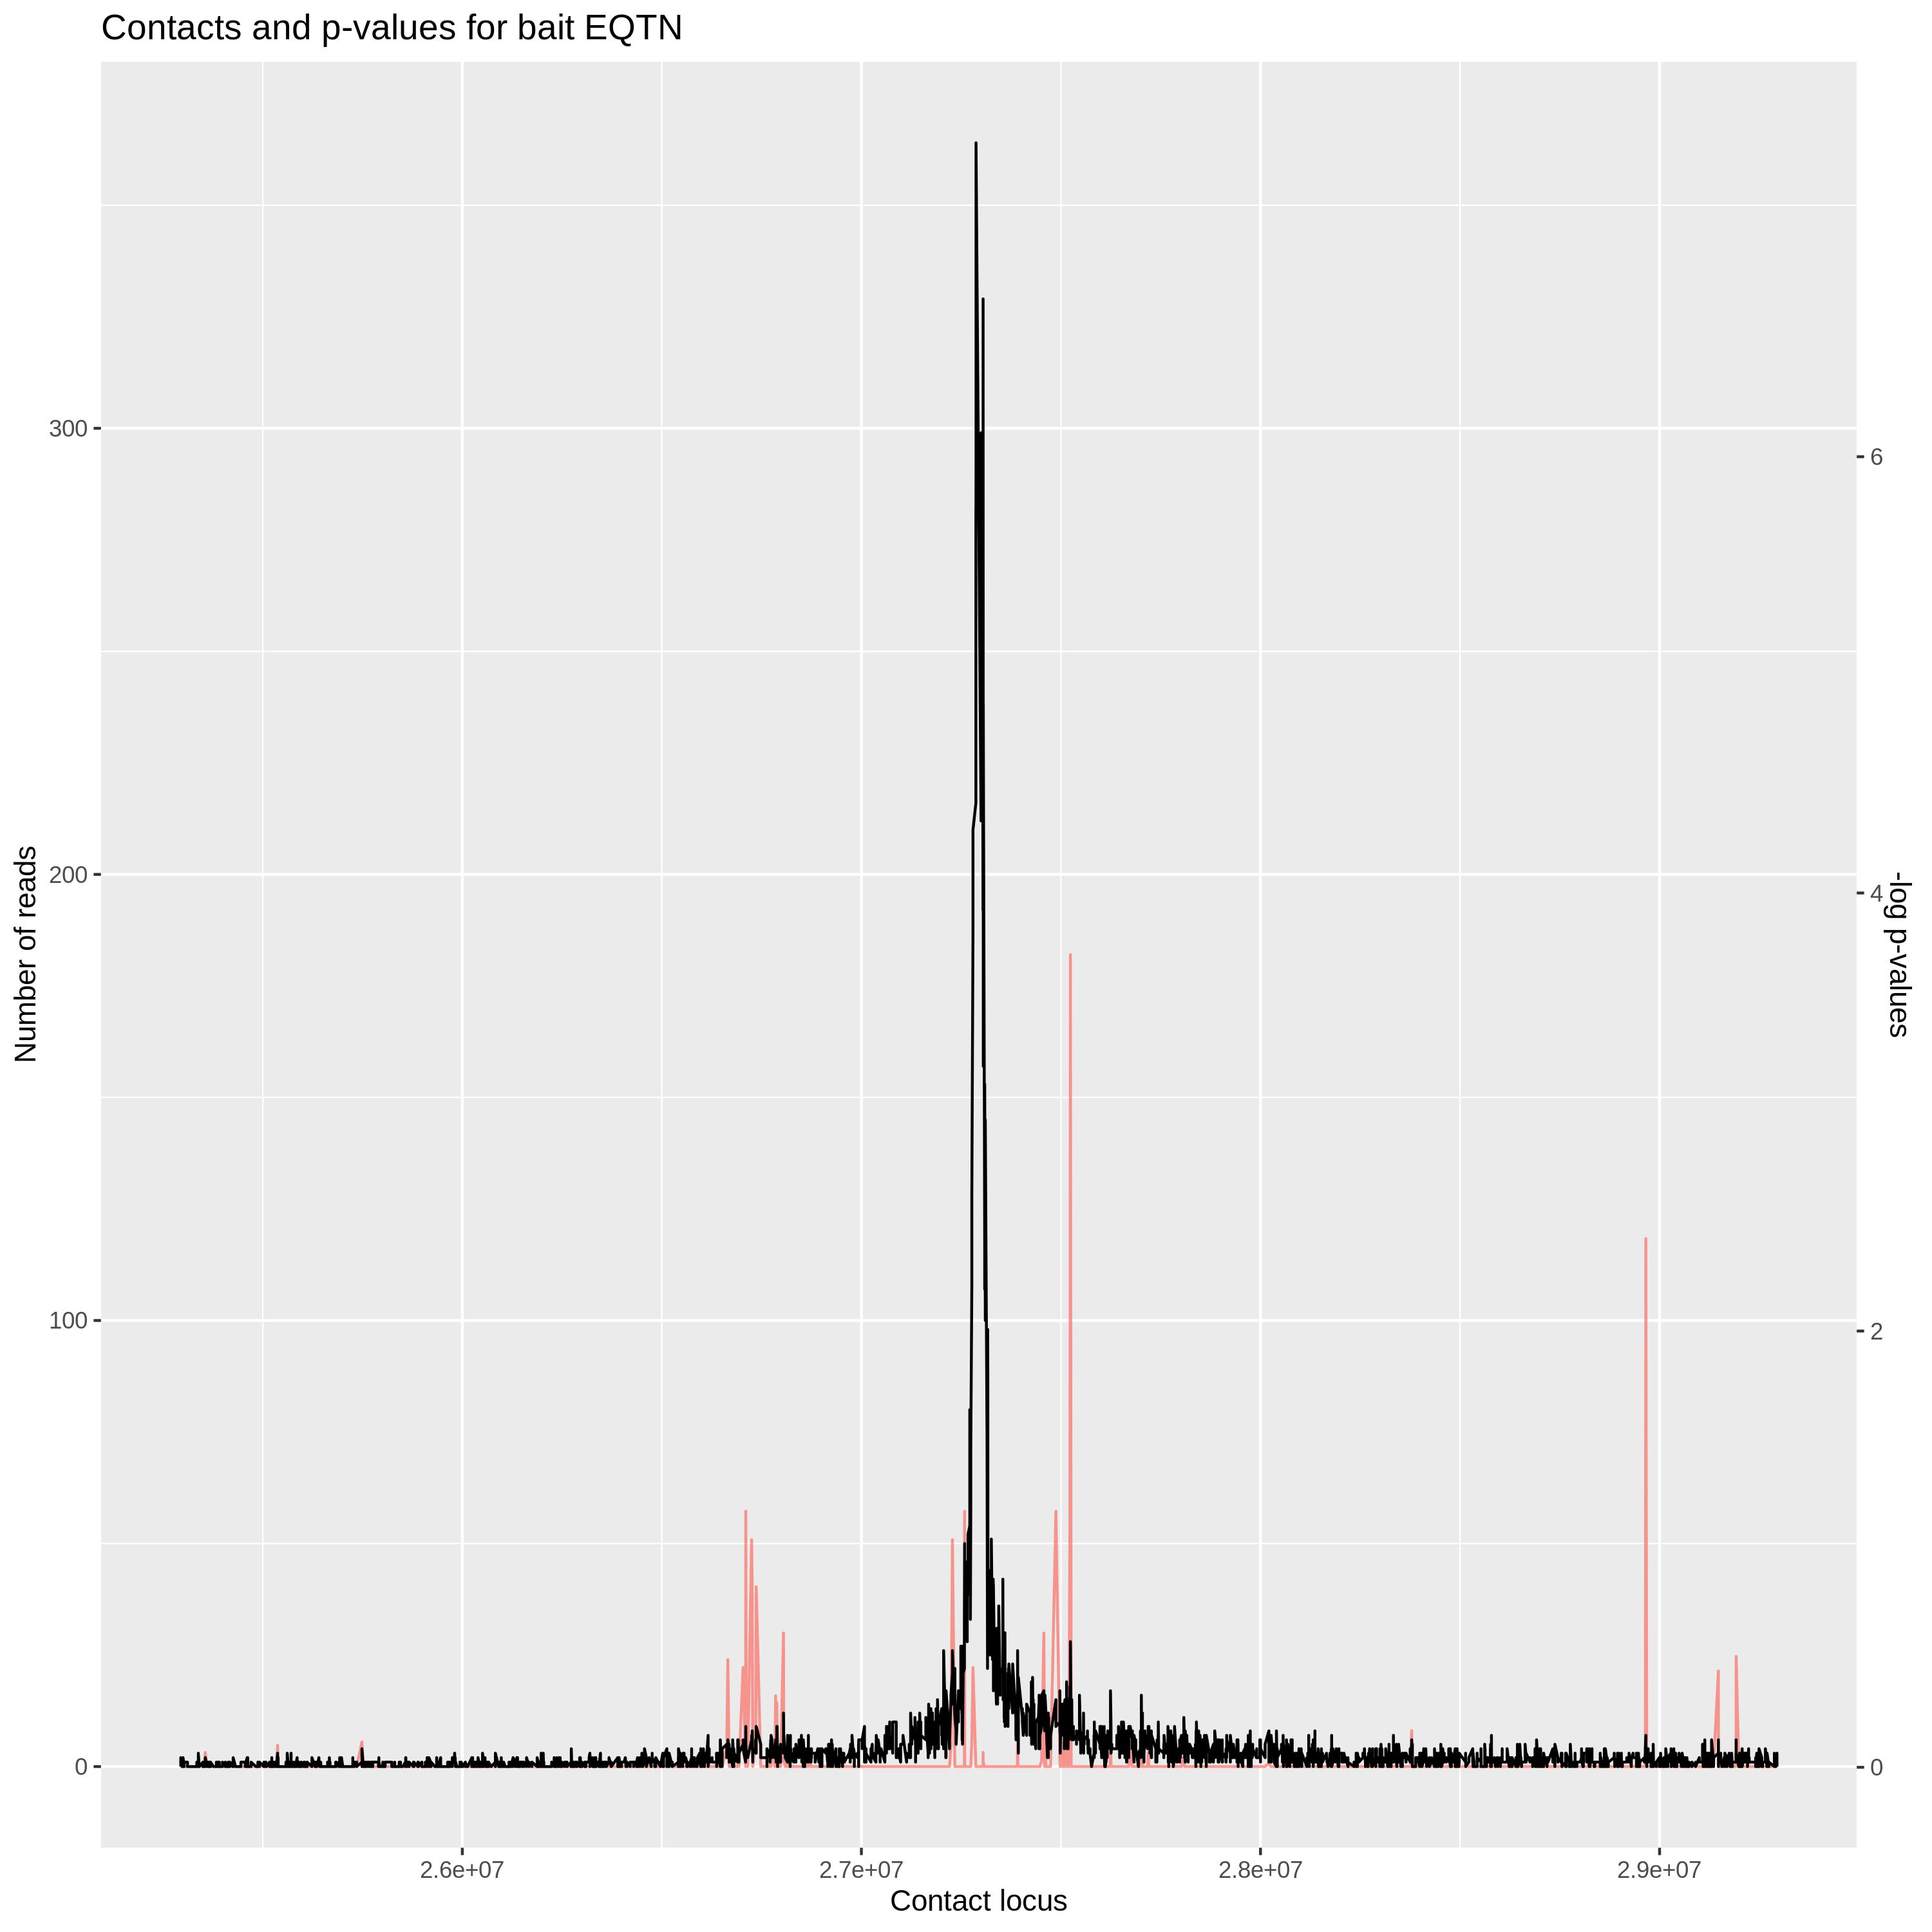 Contacts and p-values for bait EQTN
Number of reads
300
200
100
0
6
4
2
0
-log p-values
2.6e+07
2.7e+07
2.8e+07
2.9e+07
Contact locus